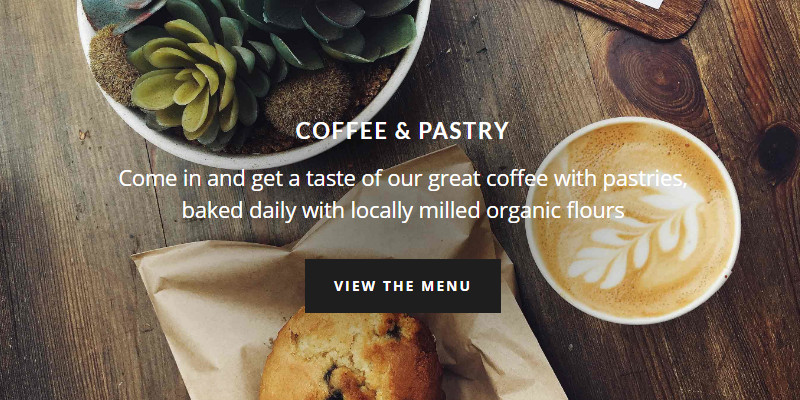 COFFEE & PASTRY
Come in and get a taste of our great coffee with pastries,
baked daily with locally milled organic flours
VIEW THE MENU